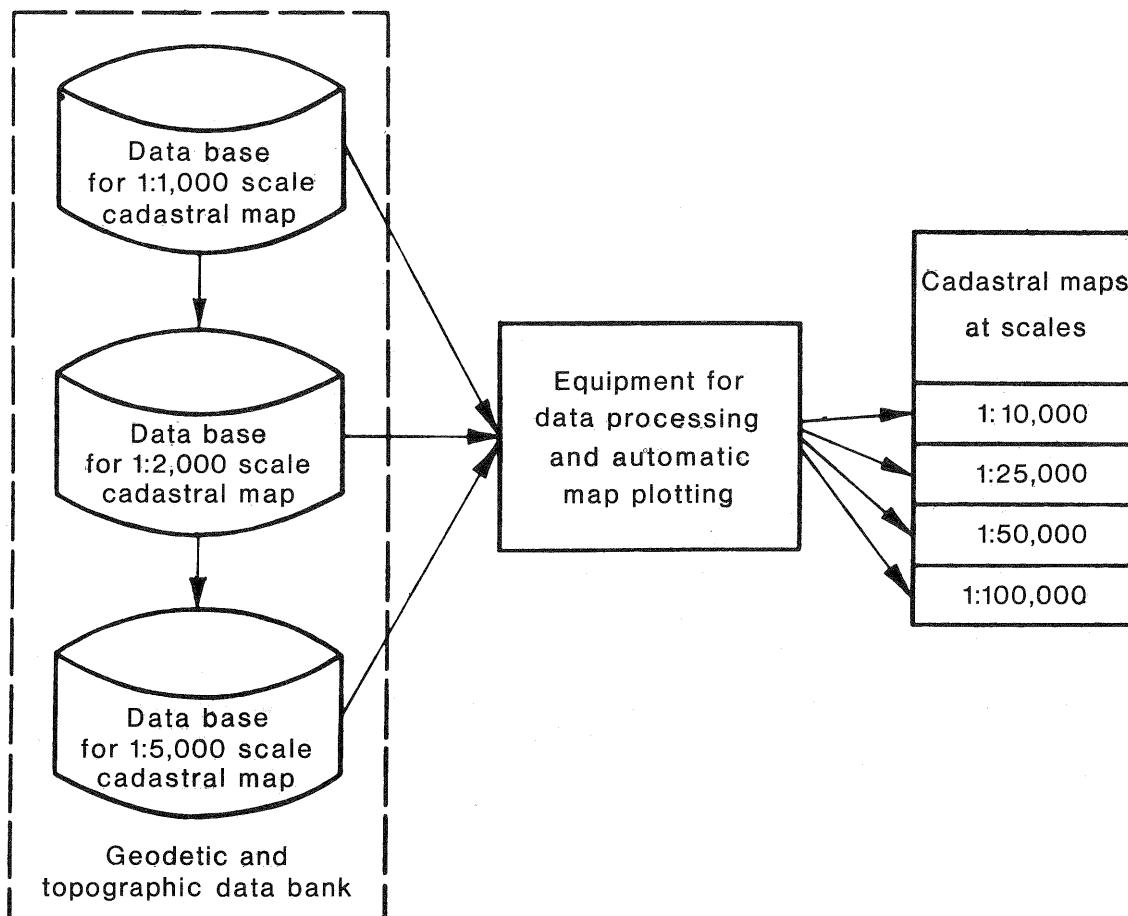 Data base
for 1:1,000 scale
cadastral map
Data base
for 1:2,000 scale
cadastral map
Data base
for 1:5,000 scale
cadastral map
Geodetic and
topographic data bank
Equipment for
data processing
and automatic
map plotting
Cadastral maps
at scales
1:10,000
1:25,000
1:50,000
1:100,000